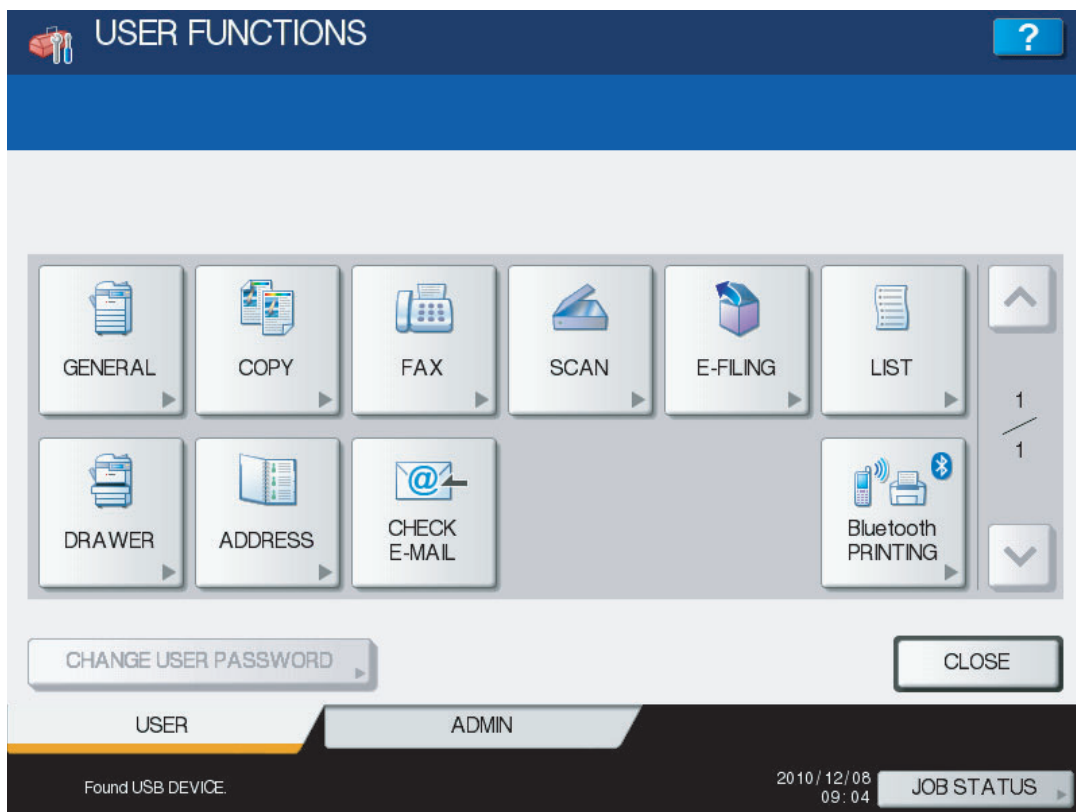 USER FUNCTIONS
?
GENERAL
COPY
FAX
SCAN
E-FILING
LIST
1
1
DRAWER
ADDRESS
@
CHECK
E-MAIL
Bluetooth
PRINTING
CHANGE USER PASSWORD
CLOSE
USER
ADMIN
Found USB DEVICE.
2010/12/08
09:04
JOB STATUS